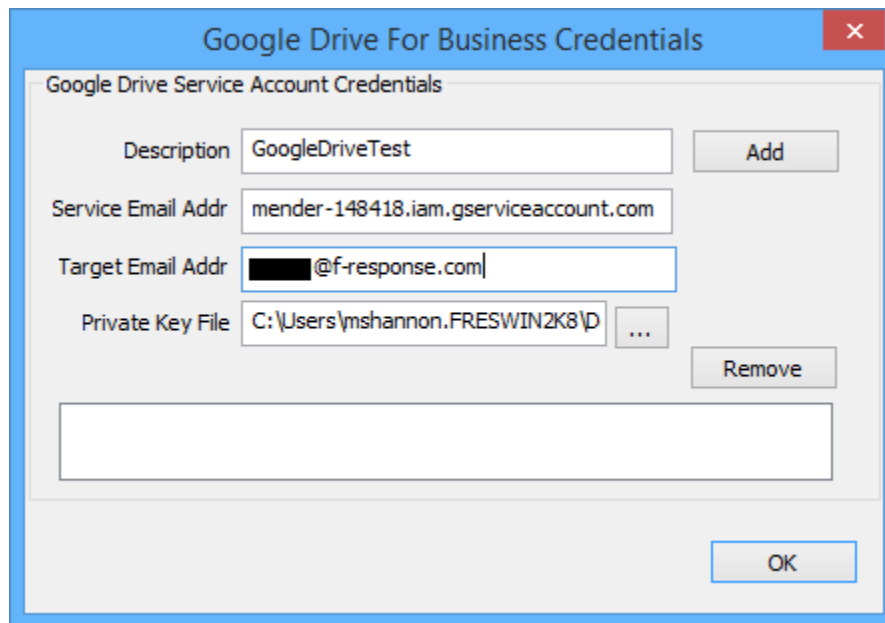 Google Drive For Business Credentials
Google Drive Service Account Credentials
Description GoogleDriveTest Add
Service Email Addr mender-148418.iam.gserviceaccount.com
Target Email Addr @f-response.com
Private Key File C:\Users\mshannon.FRESWIN2K8\D ...
Remove
OK